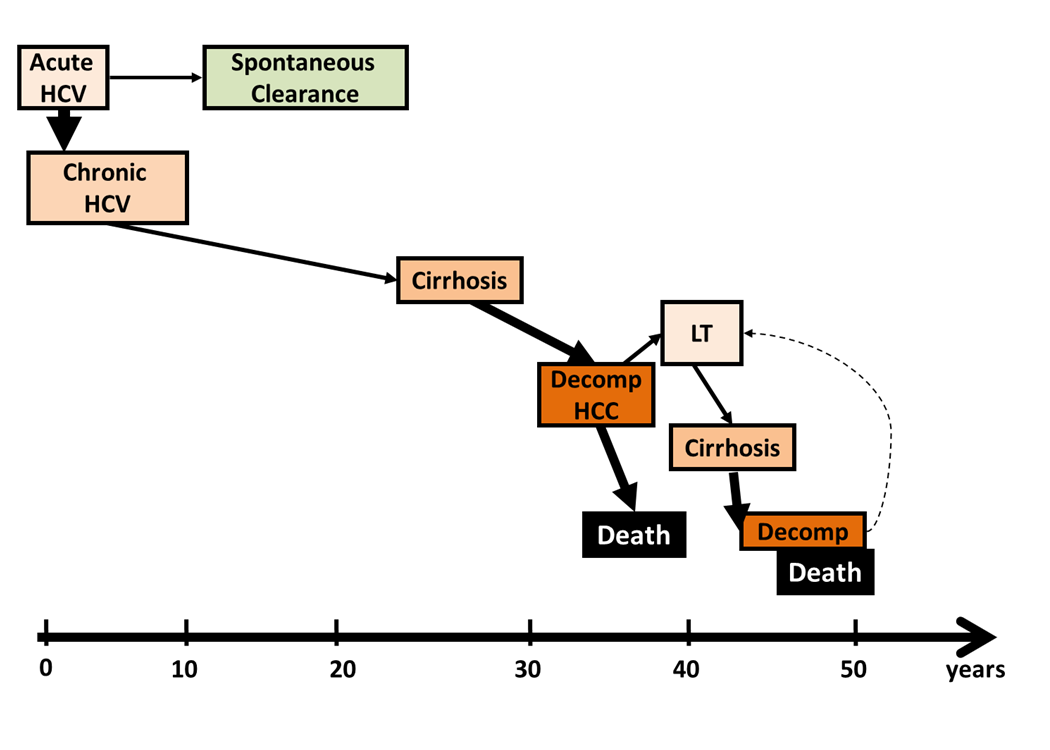 Acute
HCV
Spontaneous
Clearance
Chronic
HCV
Cirrhosis
LT
Decomp
HCC
Cirrhosis
Death
Decomp
Death
0 10 20 30 40 50 years